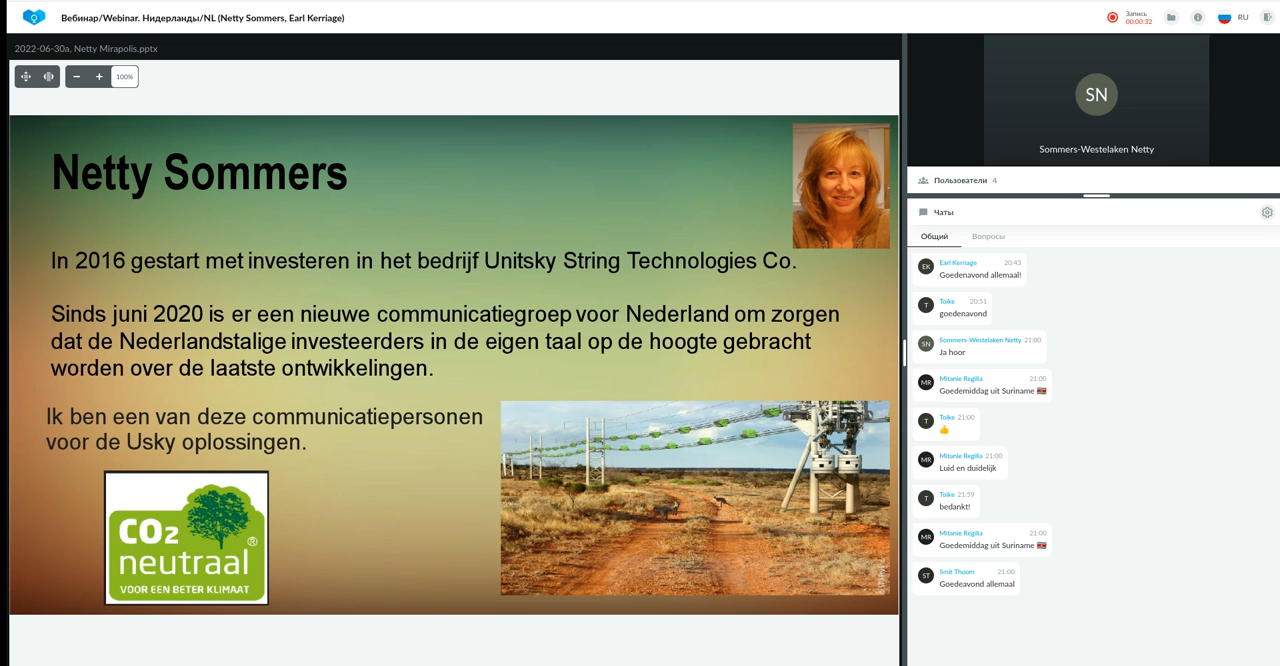 Вебинар/Webinar. Нидерланды/NL (Netty Sommers, Earl Kerriage)
Запись
00:00:32
RU
2022-06-30a, Netty Mirapolis.pptx
100%
Netty Sommers
In 2016 gestart met investeren in het bedrijf Unitsky String Technologies Co.
Sinds juni 2020 is er een nieuwe communicatiegroep voor Nederland om zorgen
dat de Nederlandstalige investeerders in de eigen taal op de hoogte gebracht
worden over de laatste ontwikkelingen.
Ik ben een van deze communicatiepersonen
voor de Usky oplossingen.
CO2
neutraal®
VOOR EEN BETER KLIMAAT
SN
Sommers-Westelaken Netty
Пользователи 4
Чаты
Общий Вопросы
EK Earl Kerriage 20:43
Goedenavond allemaal!
T Toike 20:51
goedenavond
SN Sommers-Westelaken Netty 21:00
Ja hoor
MR Mitanie Regilia 21:00
Goedemiddag uit Suriname 🇸🇷
T Toike 21:00
👍
MR Mitanie Regilia 21:00
Luid en duidelijk
T Toike 21:59
bedankt!
MR Mitanie Regilia 21:00
Goedemiddag uit Suriname 🇸🇷
ST Smit Thoom 21:00
Goedeavond allemaal